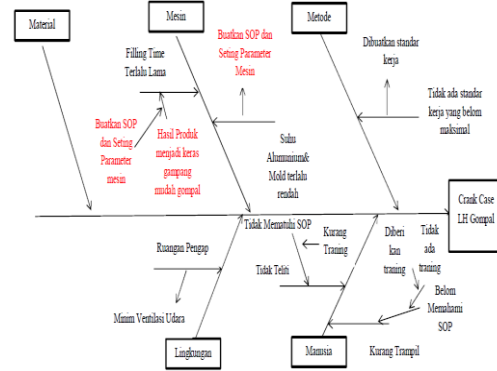 Material
Mesin
Metode
Buatkan SOP dan
Seting Parameter
Mesin
Dibuatkan standar
kerja
Filling Time
Terlalu Lama
Buatkan SOP
dan Seting
Parameter
mesin
Hasil Produk
menjadi keras
gampang
mudah gompal
Suhu
Alumunium&
Mold terlalu
rendah
Tidak ada standar
kerja yang belom
maksimal
Crank Case
LH Gompal
Tidak Mematuhi SOP
Kurang
Traning
Diberi
kan
traning
Tidak
ada
traning
Ruangan Pengap
Tidak Teliti
Belom
Memahami
SOP
Minim Ventilasi Udara
Lingkungan
Manusia
Kurang Trampil